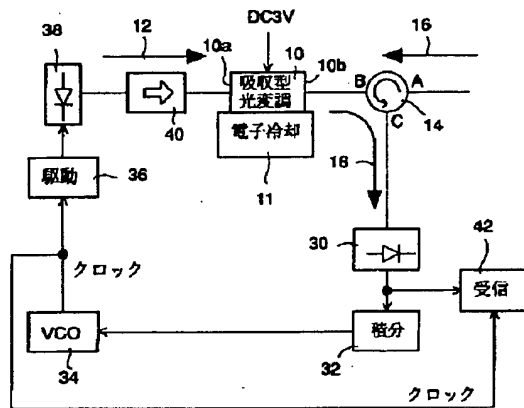 38
12
DC3V
16
10a
10
10b
吸収型
光変調
B
A
C
14
40
電子冷却
18
11
駆動
36
30
42
クロック
受信
VCO
34
積分
32
クロック